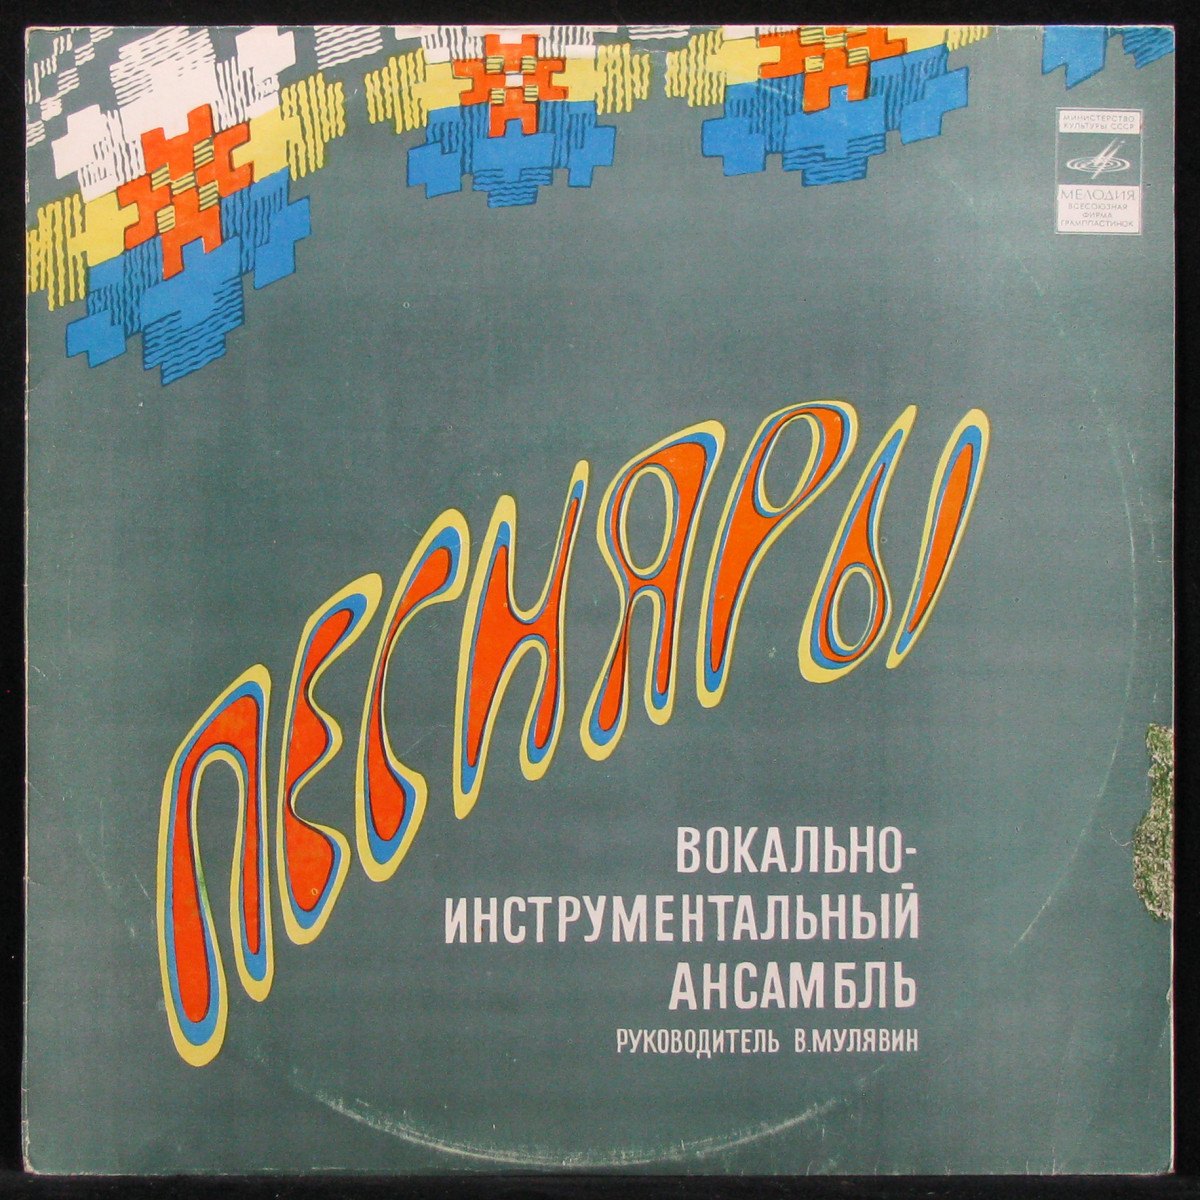 МИНИСТЕРСТВО
КУЛЬТУРЫ СССР
МЕЛОДИЯ
ВСЕСОЮЗНАЯ
ФИРМА
ГРАМПЛАСТИНОК
ПЕСНЯРЫ
ВОКАЛЬНО-
ИНСТРУМЕНТАЛЬНЫЙ
АНСАМБЛЬ
РУКОВОДИТЕЛЬ В.МУЛЯВИН